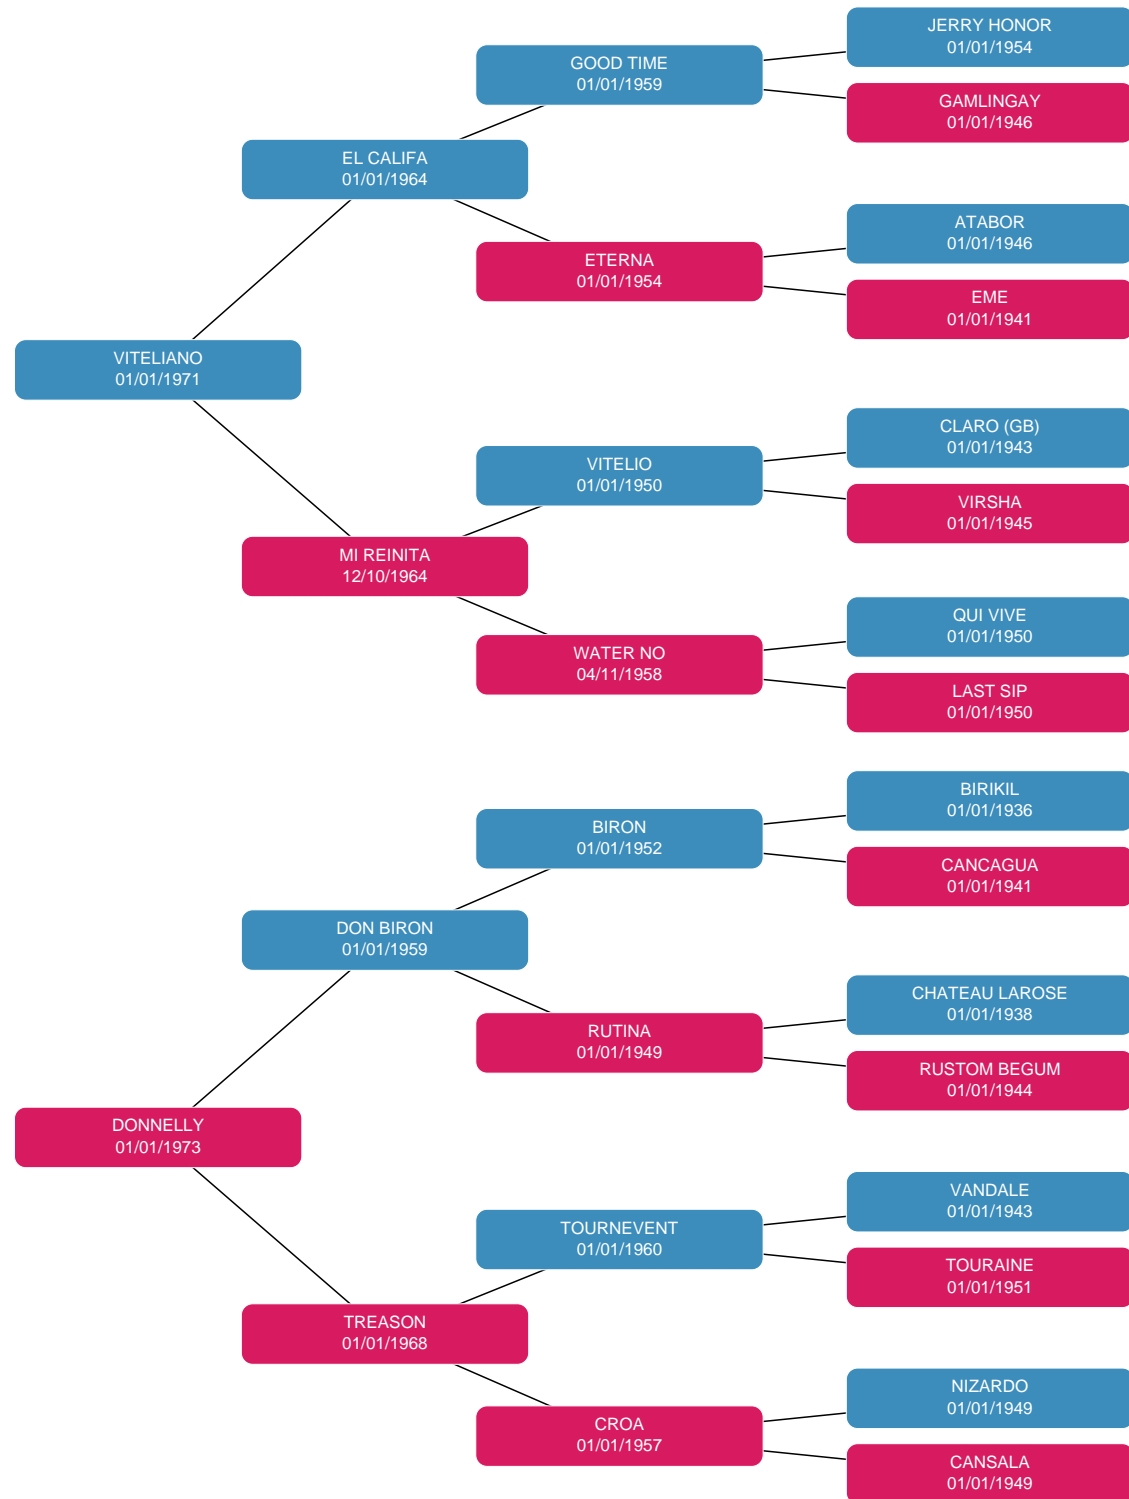 JERRY HONOR
01/01/1954
GOOD TIME
01/01/1959
GAMLINGAY
01/01/1946
EL CALIFA
01/01/1964
ATABOR
01/01/1946
ETERNA
01/01/1954
EME
01/01/1941
VITELIANO
01/01/1971
CLARO (GB)
01/01/1943
VITELIO
01/01/1950
VIRSHA
01/01/1945
MI REINITA
12/10/1964
QUI VIVE
01/01/1950
WATER NO
04/11/1958
LAST SIP
01/01/1950
BIRIKIL
01/01/1936
BIRON
01/01/1952
CANCAGUA
01/01/1941
DON BIRON
01/01/1959
CHATEAU LAROSE
01/01/1938
RUTINA
01/01/1949
RUSTOM BEGUM
01/01/1944
DONNELLY
01/01/1973
VANDALE
01/01/1943
TOURNEVENT
01/01/1960
TOURAINE
01/01/1951
TREASON
01/01/1968
NIZARDO
01/01/1949
CROA
01/01/1957
CANSALA
01/01/1949